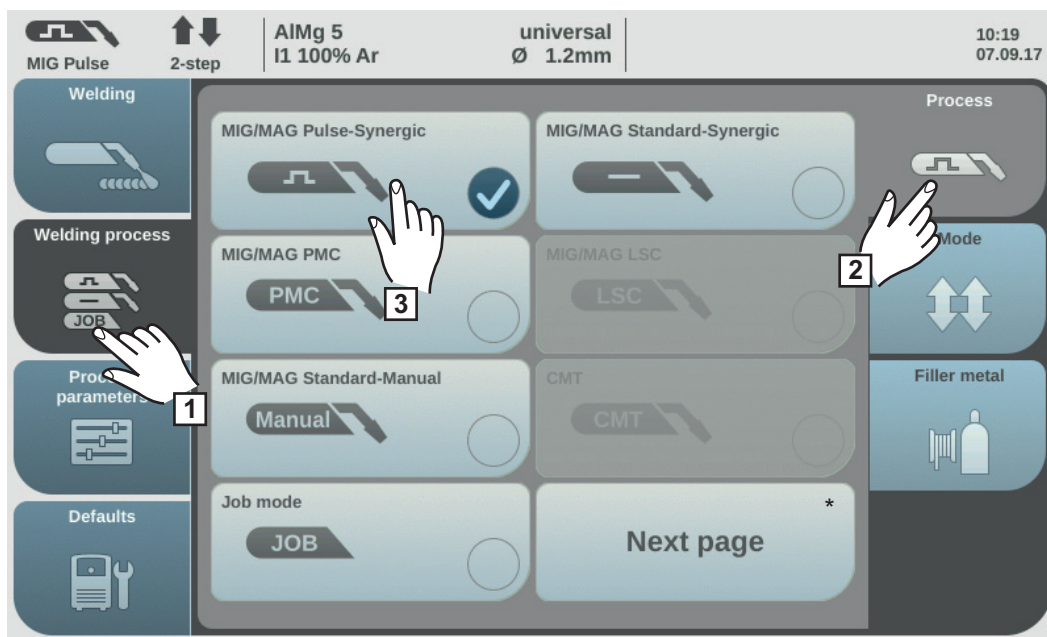 MIG Pulse
2-step
AlMg 5
I1 100% Ar
universal
Ø 1.2mm
10:19
07.09.17
Welding
Welding process
JOB
1
parameters
Defaults
MIG/MAG Pulse-Synergic
3
MIG/MAG Standard-Synergic
MIG/MAG PMC
PMC
MIG/MAG LSC
LSC
MIG/MAG Standard-Manual
Manual
CMT
CMT
Job mode
JOB
*
Next page
Process
2
Mode
Filler metal